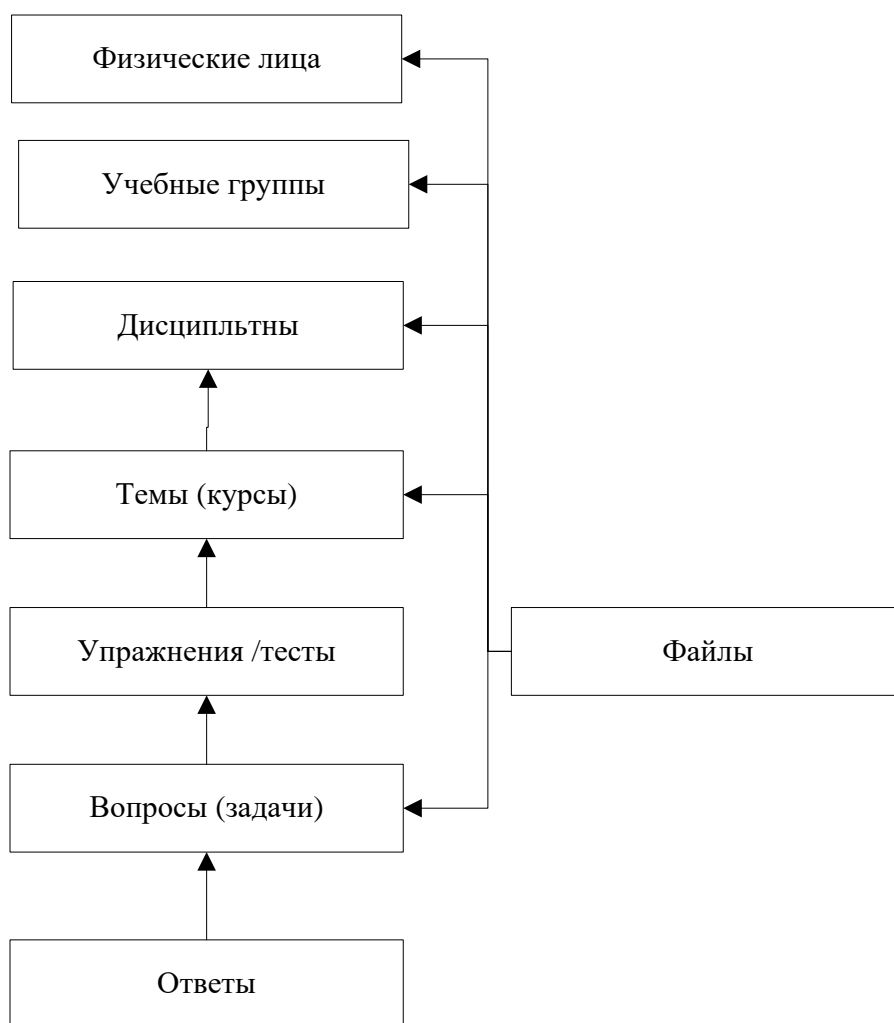 Физические лица
Учебные группы
Дисципльтны
Темы (курсы)
Упражнения /тесты
Файлы
Вопросы (задачи)
Ответы